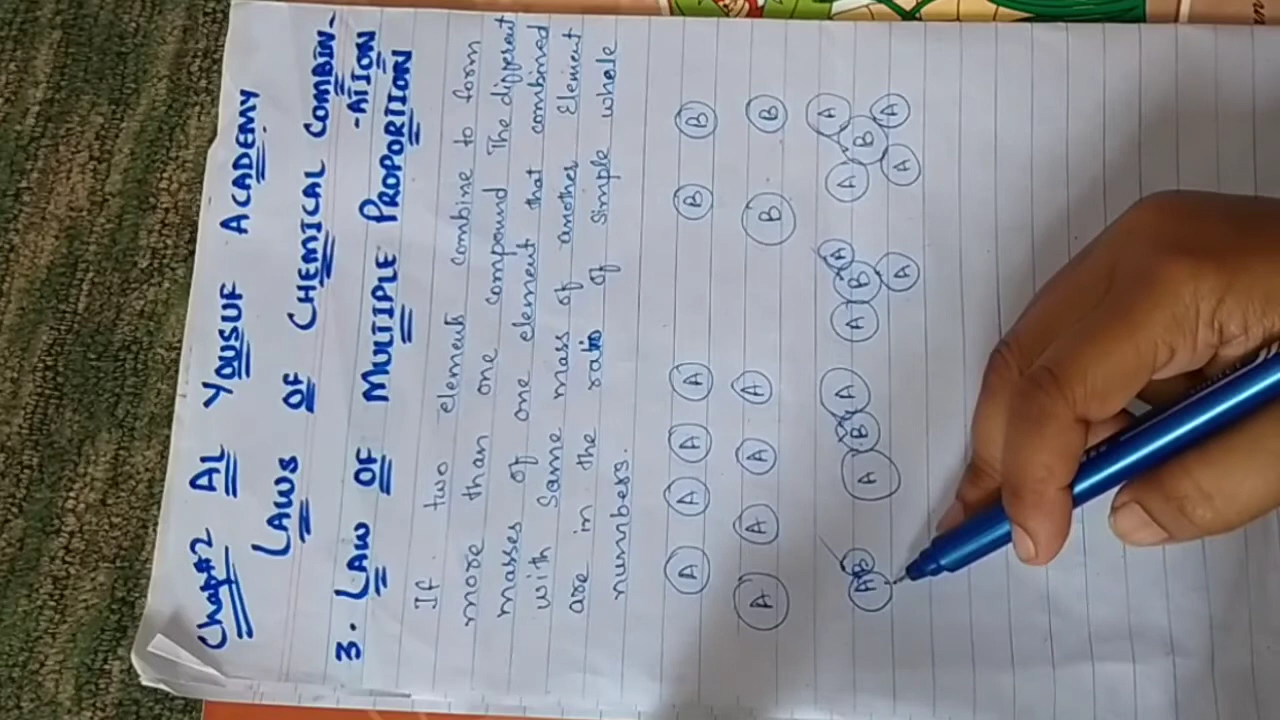 Chap#2 AL YOUSUF ACADEMY
LAWS OF CHEMICAL COMBIN-
-ATION
3. LAW OF MULTIPLE PROPORTION
If two elements combine to form
more than one compound The different
masses of one element that combined
with Same mass of another Element
are in the ratio of simple whole
numbers.
A A A A B B
A A A A B B
A B A B A A B A A A B A A A